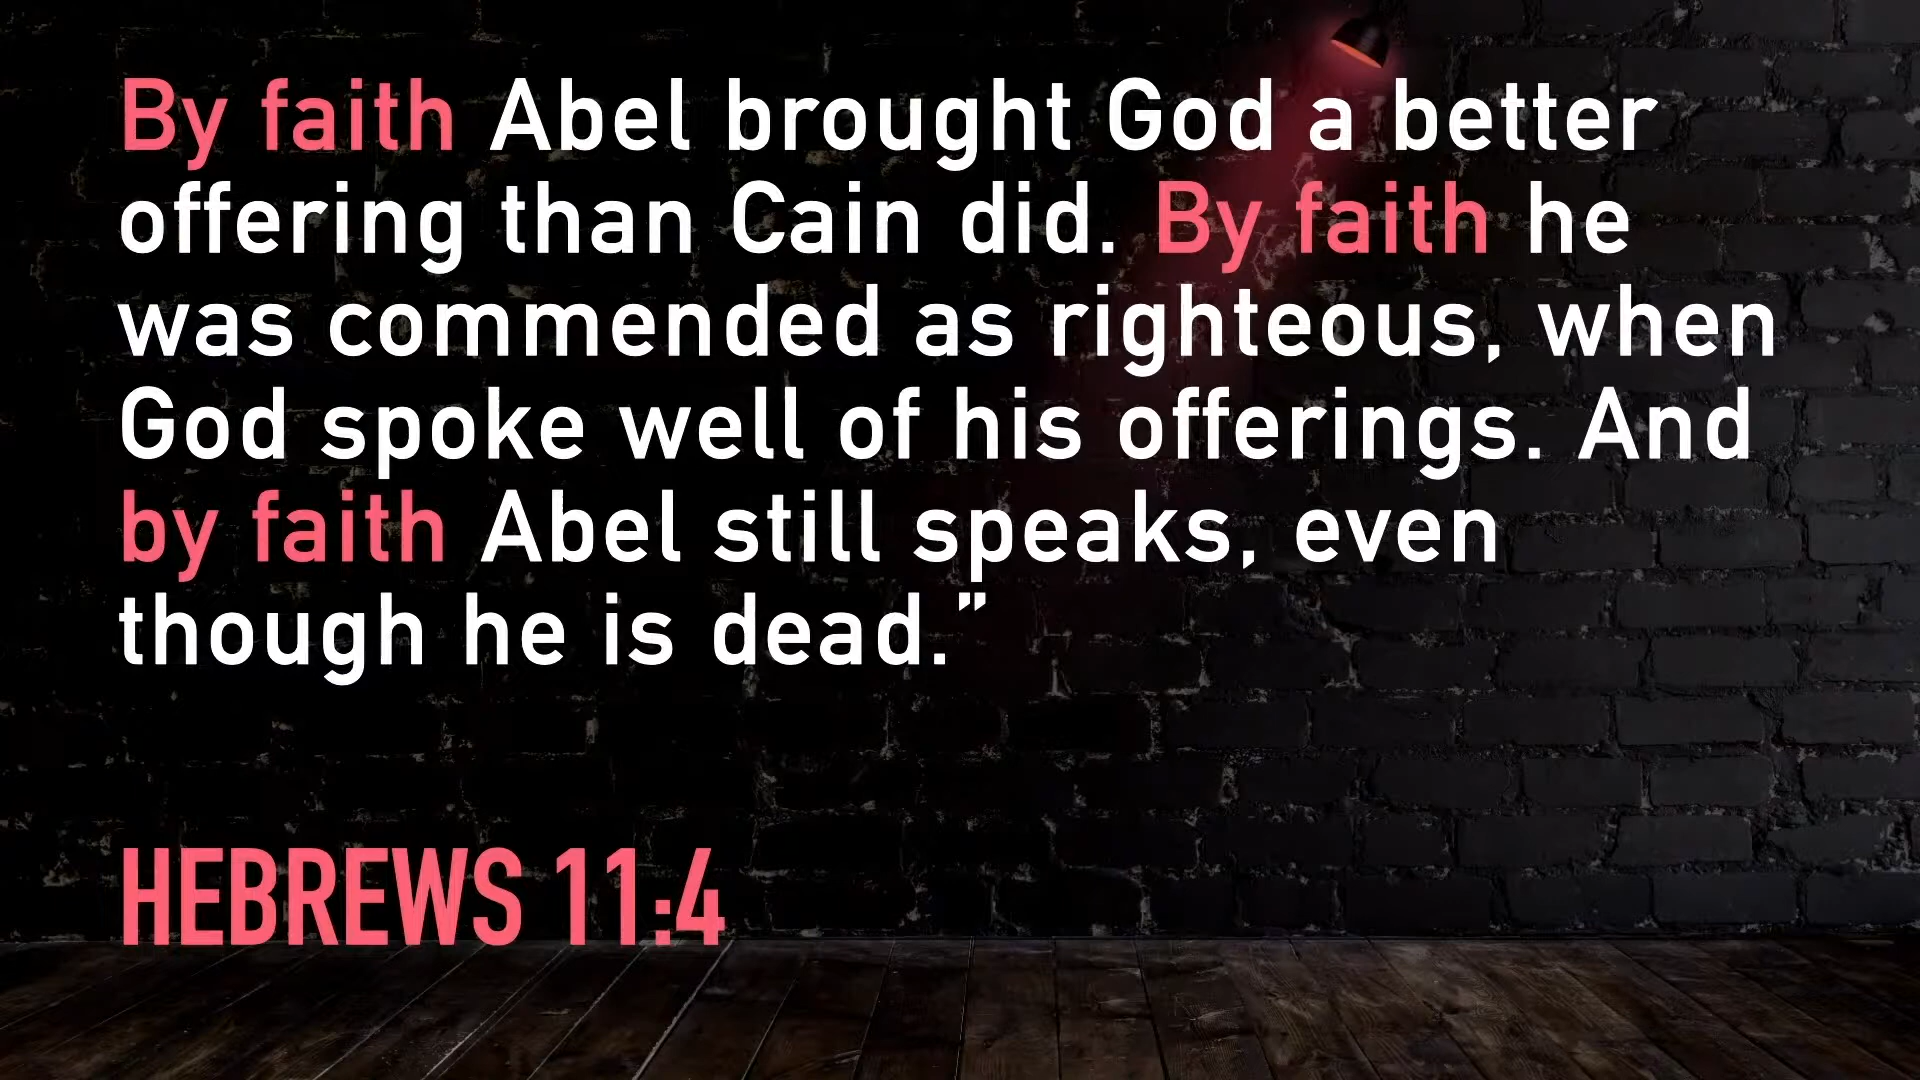 By faith Abel brought God a better
offering than Cain did. By faith he
was commended as righteous, when
God spoke well of his offerings. And
by faith Abel still speaks, even
though he is dead.”
HEBREWS 11:4